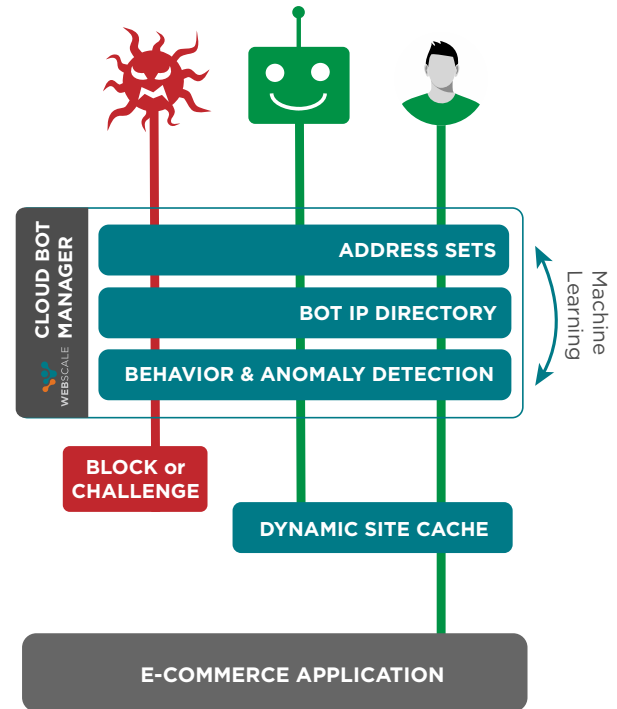 CLOUD BOT
MANAGER
WEBSCALE
ADDRESS SETS
BOT IP DIRECTORY
BEHAVIOR & ANOMALY DETECTION
Machine
Learning
BLOCK or
CHALLENGE
DYNAMIC SITE CACHE
E-COMMERCE APPLICATION